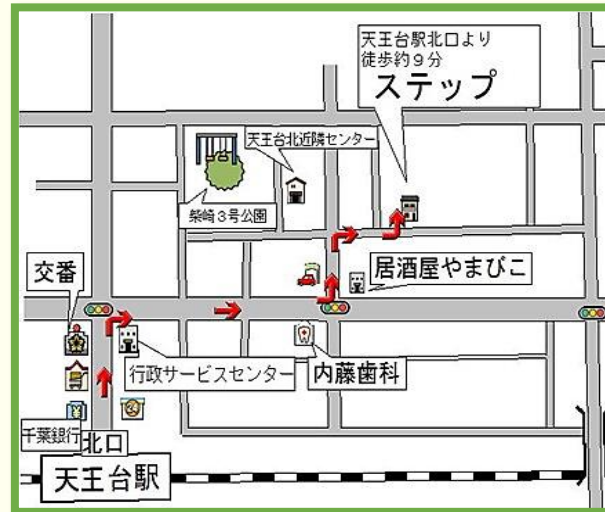 天王台駅北口より
徒歩約9分
ステップ
天王台北近隣センター
柴崎3号公園
交番
居酒屋やまびこ
行政サービスセンター
内藤歯科
千葉銀行
北口
天王台駅